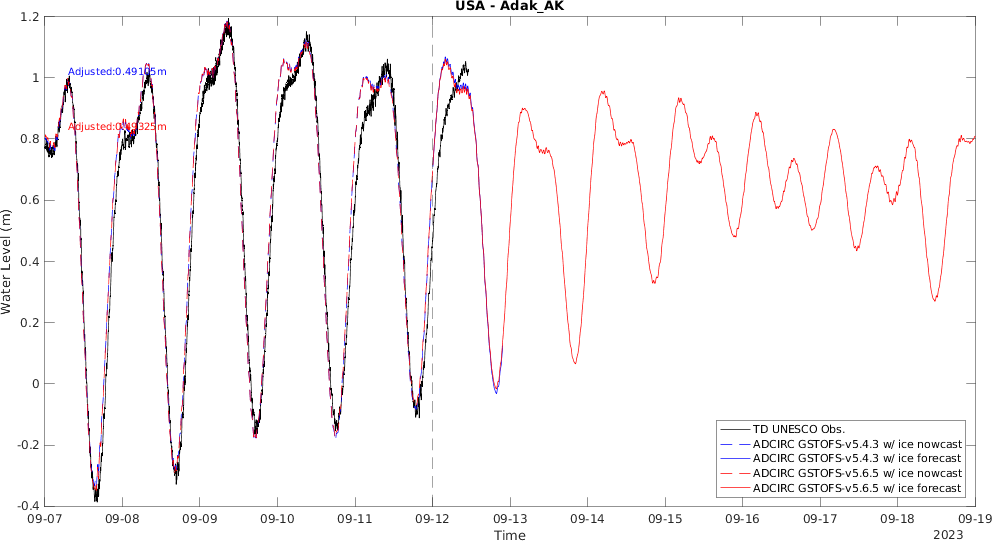 USA - Adak_AK
1.2
1
0.8
0.6
0.4
0.2
0
-0.2
-0.4
Water Level (m)
Adjusted:0.49105m
Adjusted:0.49325m
TD UNESCO Obs.
ADCIRC GSTOFS-v5.4.3 w/ ice nowcast
ADCIRC GSTOFS-v5.4.3 w/ ice forecast
ADCIRC GSTOFS-v5.6.5 w/ ice nowcast
ADCIRC GSTOFS-v5.6.5 w/ ice forecast
09-07 09-08 09-09 09-10 09-11 09-12 09-13 09-14 09-15 09-16 09-17 09-18 09-19
Time
2023